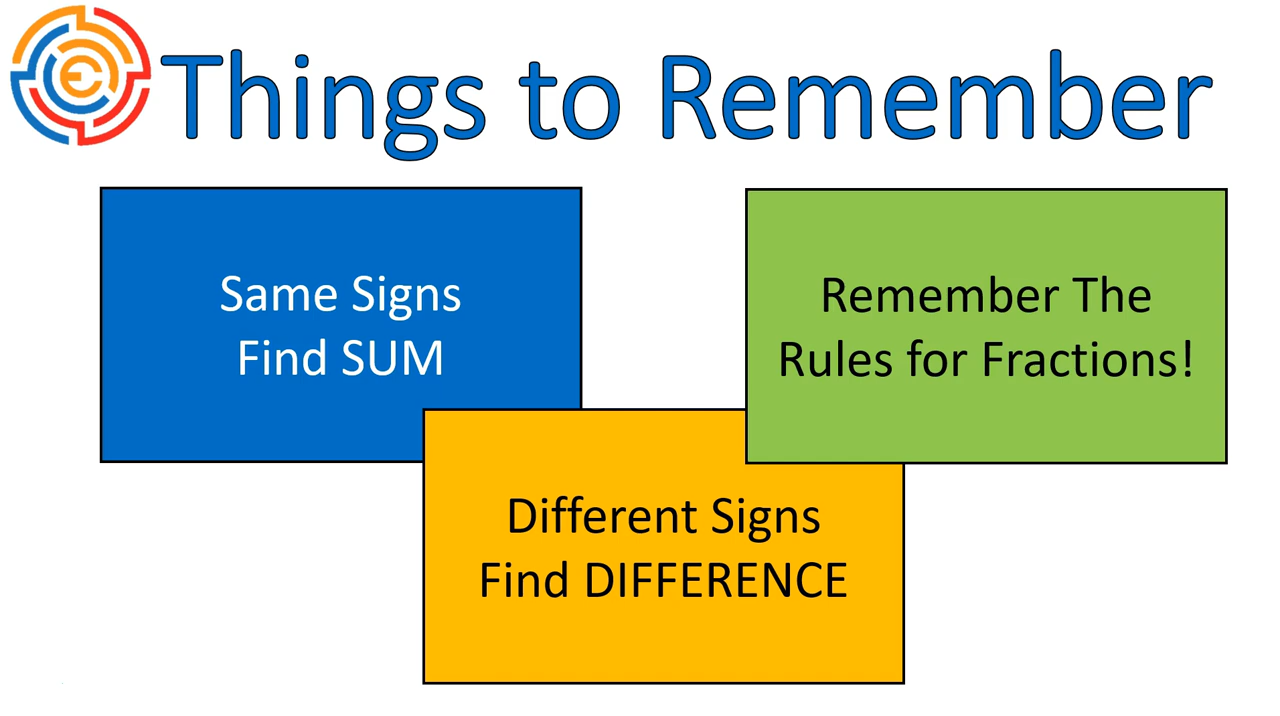 Things to Remember
Same Signs
Find SUM
Remember The
Rules for Fractions!
Different Signs
Find DIFFERENCE